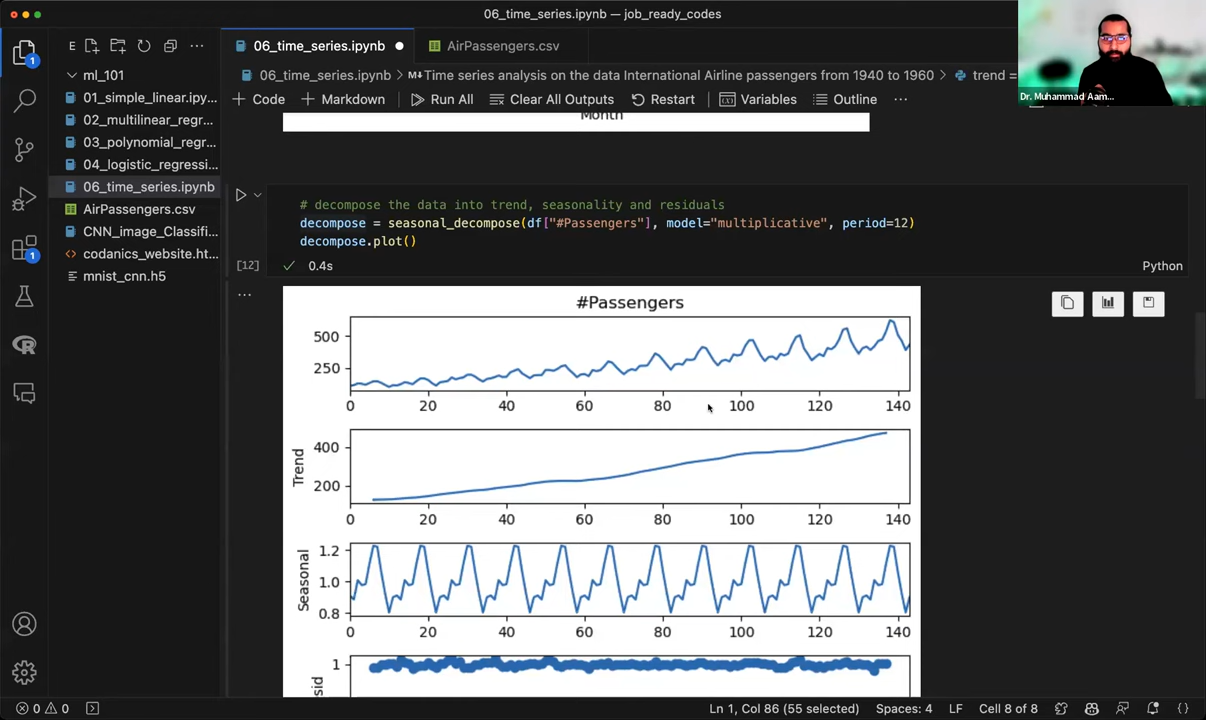 06_time_series.ipynb — job_ready_codes
Dr. Muhammad Aam...
E
06_time_series.ipynb
AirPassengers.csv
ml_101
01_simple_linear.ipy...
02_multilinear_regr...
03_polynomial_regr...
04_logistic_regressi...
06_time_series.ipynb
AirPassengers.csv
CNN_image_Classifi...
codanics_website.ht...
mnist_cnn.h5
06_time_series.ipynb > M↓Time series analysis on the data International Airline passengers from 1940 to 1960 > trend =
+ Code + Markdown Run All Clear All Outputs Restart Variables Outline ...
Month
# decompose the data into trend, seasonality and residuals
decompose = seasonal_decompose(df["#Passengers"], model="multiplicative", period=12)
decompose.plot()
[12] 0.4s Python
#Passengers
500
250
0 20 40 60 80 100 120 140
Trend
400
200
0 20 40 60 80 100 120 140
Seasonal
1.2
1.0
0.8
0 20 40 60 80 100 120 140
1
sid
1
1
0 0 Ln 1, Col 86 (55 selected) Spaces: 4 LF Cell 8 of 8